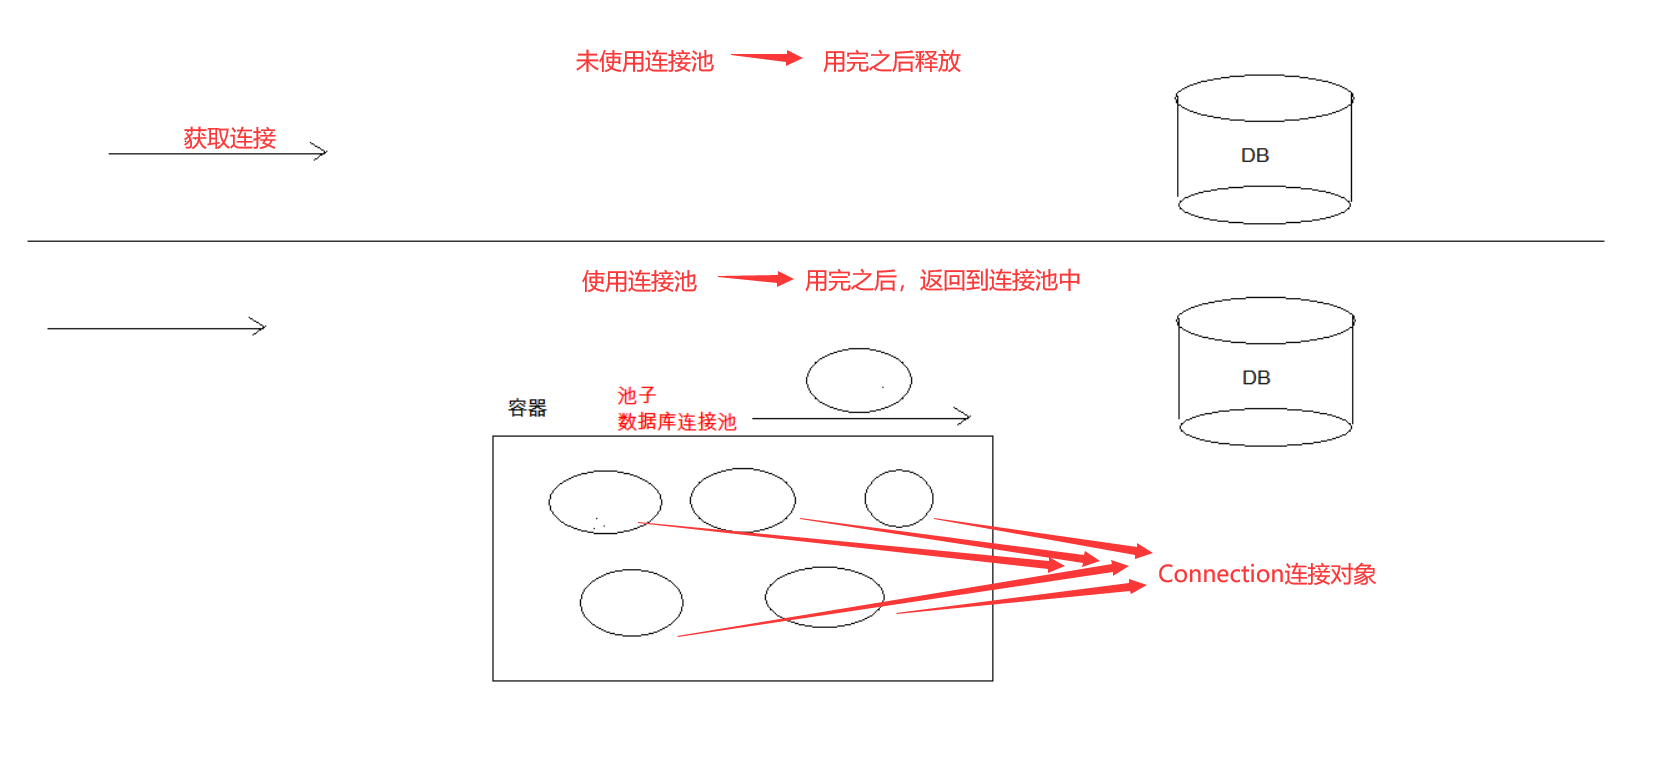 未使用连接池
用完之后释放
获取连接
DB
使用连接池
用完之后，返回到连接池中
DB
容器
池子
数据库连接池
Connection连接对象